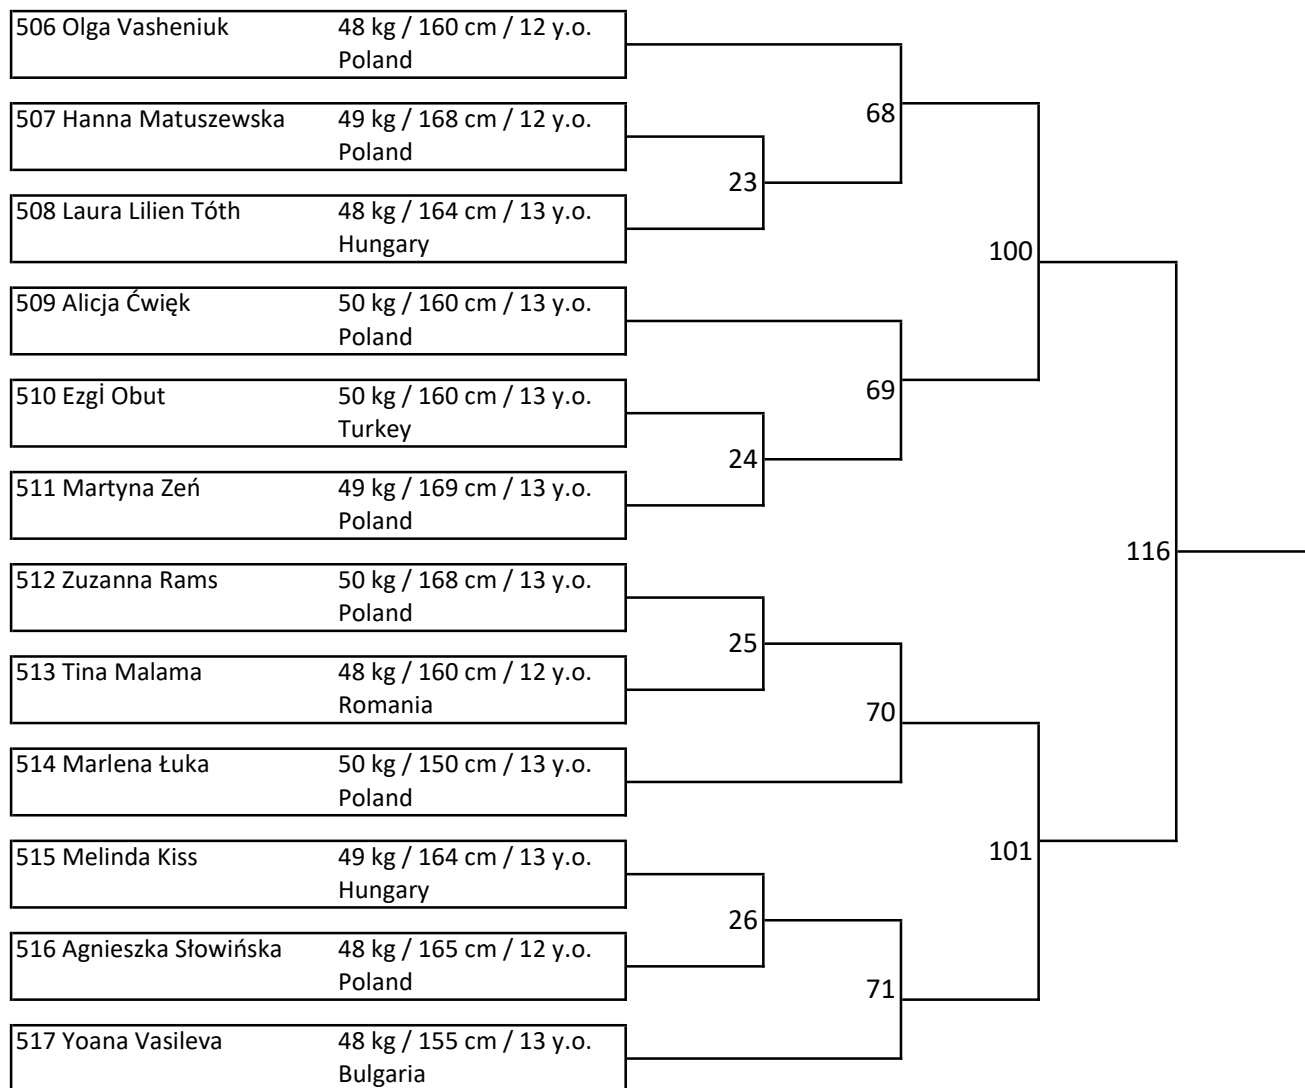 506 Olga Vasheniuk 48 kg / 160 cm / 12 y.o.
Poland
68
507 Hanna Matuszewska 49 kg / 168 cm / 12 y.o.
Poland
23
508 Laura Lilien Tóth 48 kg / 164 cm / 13 y.o.
Hungary
100
509 Alicja Ćwięk 50 kg / 160 cm / 13 y.o.
Poland
69
510 Ezgİ Obut 50 kg / 160 cm / 13 y.o.
Turkey
24
511 Martyna Zeń 49 kg / 169 cm / 13 y.o.
Poland
116
512 Zuzanna Rams 50 kg / 168 cm / 13 y.o.
Poland
25
513 Tina Malama 48 kg / 160 cm / 12 y.o.
Romania
70
514 Marlena Łuka 50 kg / 150 cm / 13 y.o.
Poland
101
515 Melinda Kiss 49 kg / 164 cm / 13 y.o.
Hungary
26
516 Agnieszka Słowińska 48 kg / 165 cm / 12 y.o.
Poland
71
517 Yoana Vasileva 48 kg / 155 cm / 13 y.o.
Bulgaria